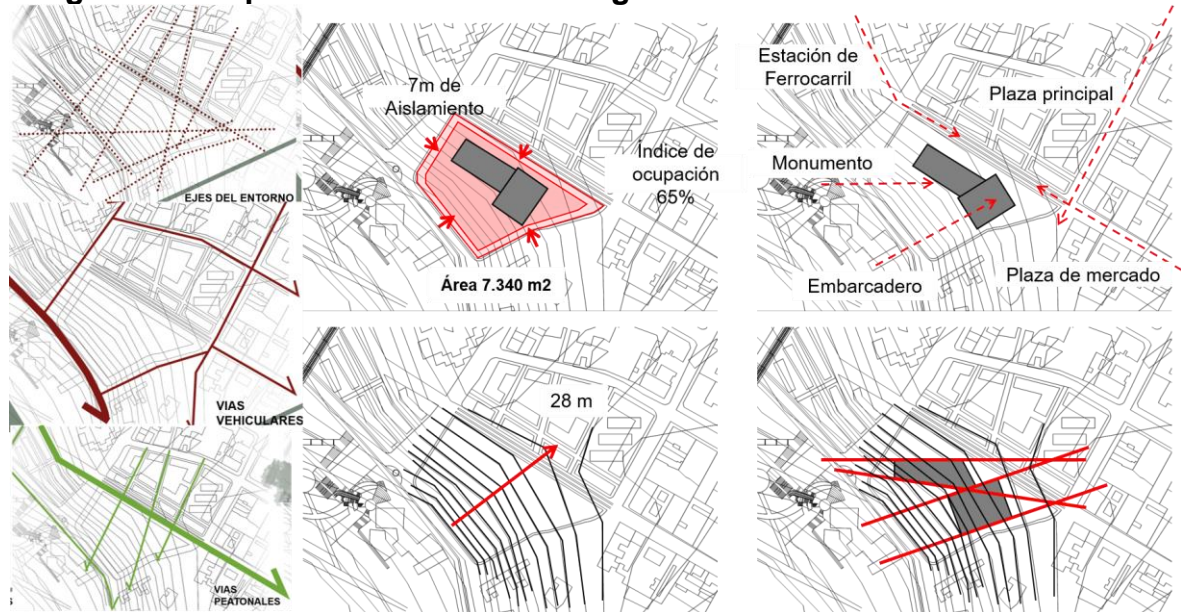 EJES DEL ENTORNO
VIAS
VEHICULARES
VIAS
PEATONALES
7m de
Aislamiento
Índice de
ocupación
65%
Área 7.340 m2
28 m
Estación de
Ferrocarril
Plaza principal
Monumento
Embarcadero
Plaza de mercado